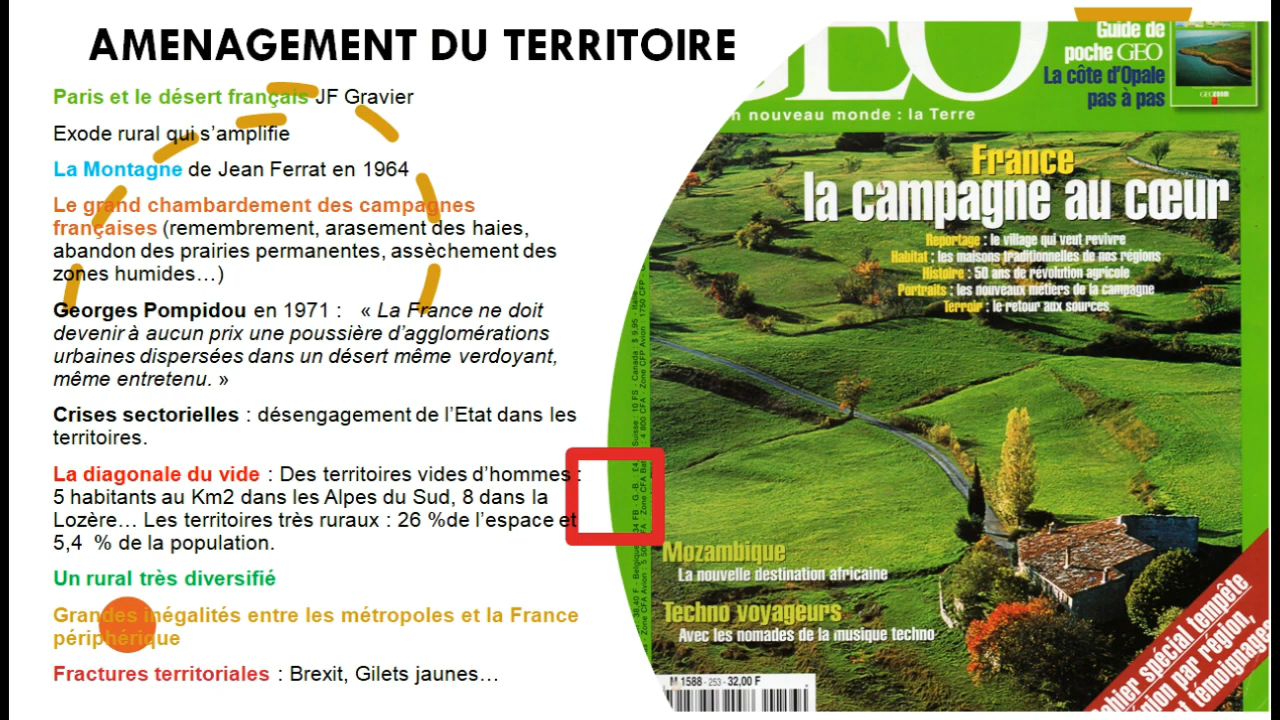 AMENAGEMENT DU TERRITOIRE
Paris et le désert français JF Gravier
Exode rural qui s’amplifie
La Montagne de Jean Ferrat en 1964
Le grand chambardement des campagnes
françaises (remembrement, arasement des haies,
abandon des prairies permanentes, assèchement des
zones humides…)
Georges Pompidou en 1971 : « La France ne doit
devenir à aucun prix une poussière d’agglomérations
urbaines dispersées dans un désert même verdoyant,
même entretenu. »
Crises sectorielles : désengagement de l’Etat dans les
territoires.
La diagonale du vide : Des territoires vides d’hommes :
5 habitants au Km2 dans les Alpes du Sud, 8 dans la
Lozère… Les territoires très ruraux : 26 %de l’espace et
5,4 % de la population.
Un rural très diversifié
Grandes inégalités entre les métropoles et la France
périphérique
Fractures territoriales : Brexit, Gilets jaunes…
GEO
n nouveau monde : la Terre
Guide de
poche GEO
La côte d'Opale
pas à pas
France
la campagne au cœur
Reportage : le village qui veut revivre
Habitat : les maisons traditionnelles de nos régions
Histoire : 50 ans de révolution agricole
Portraits : les nouveaux métiers de la campagne
Terroir : le retour aux sources
Mozambique
La nouvelle destination africaine
Techno voyageurs
Avec les nomades de la musique techno
M 1588 - 253 - 32,00 F
ahier spécial tempête
égion par région,
et témoignages